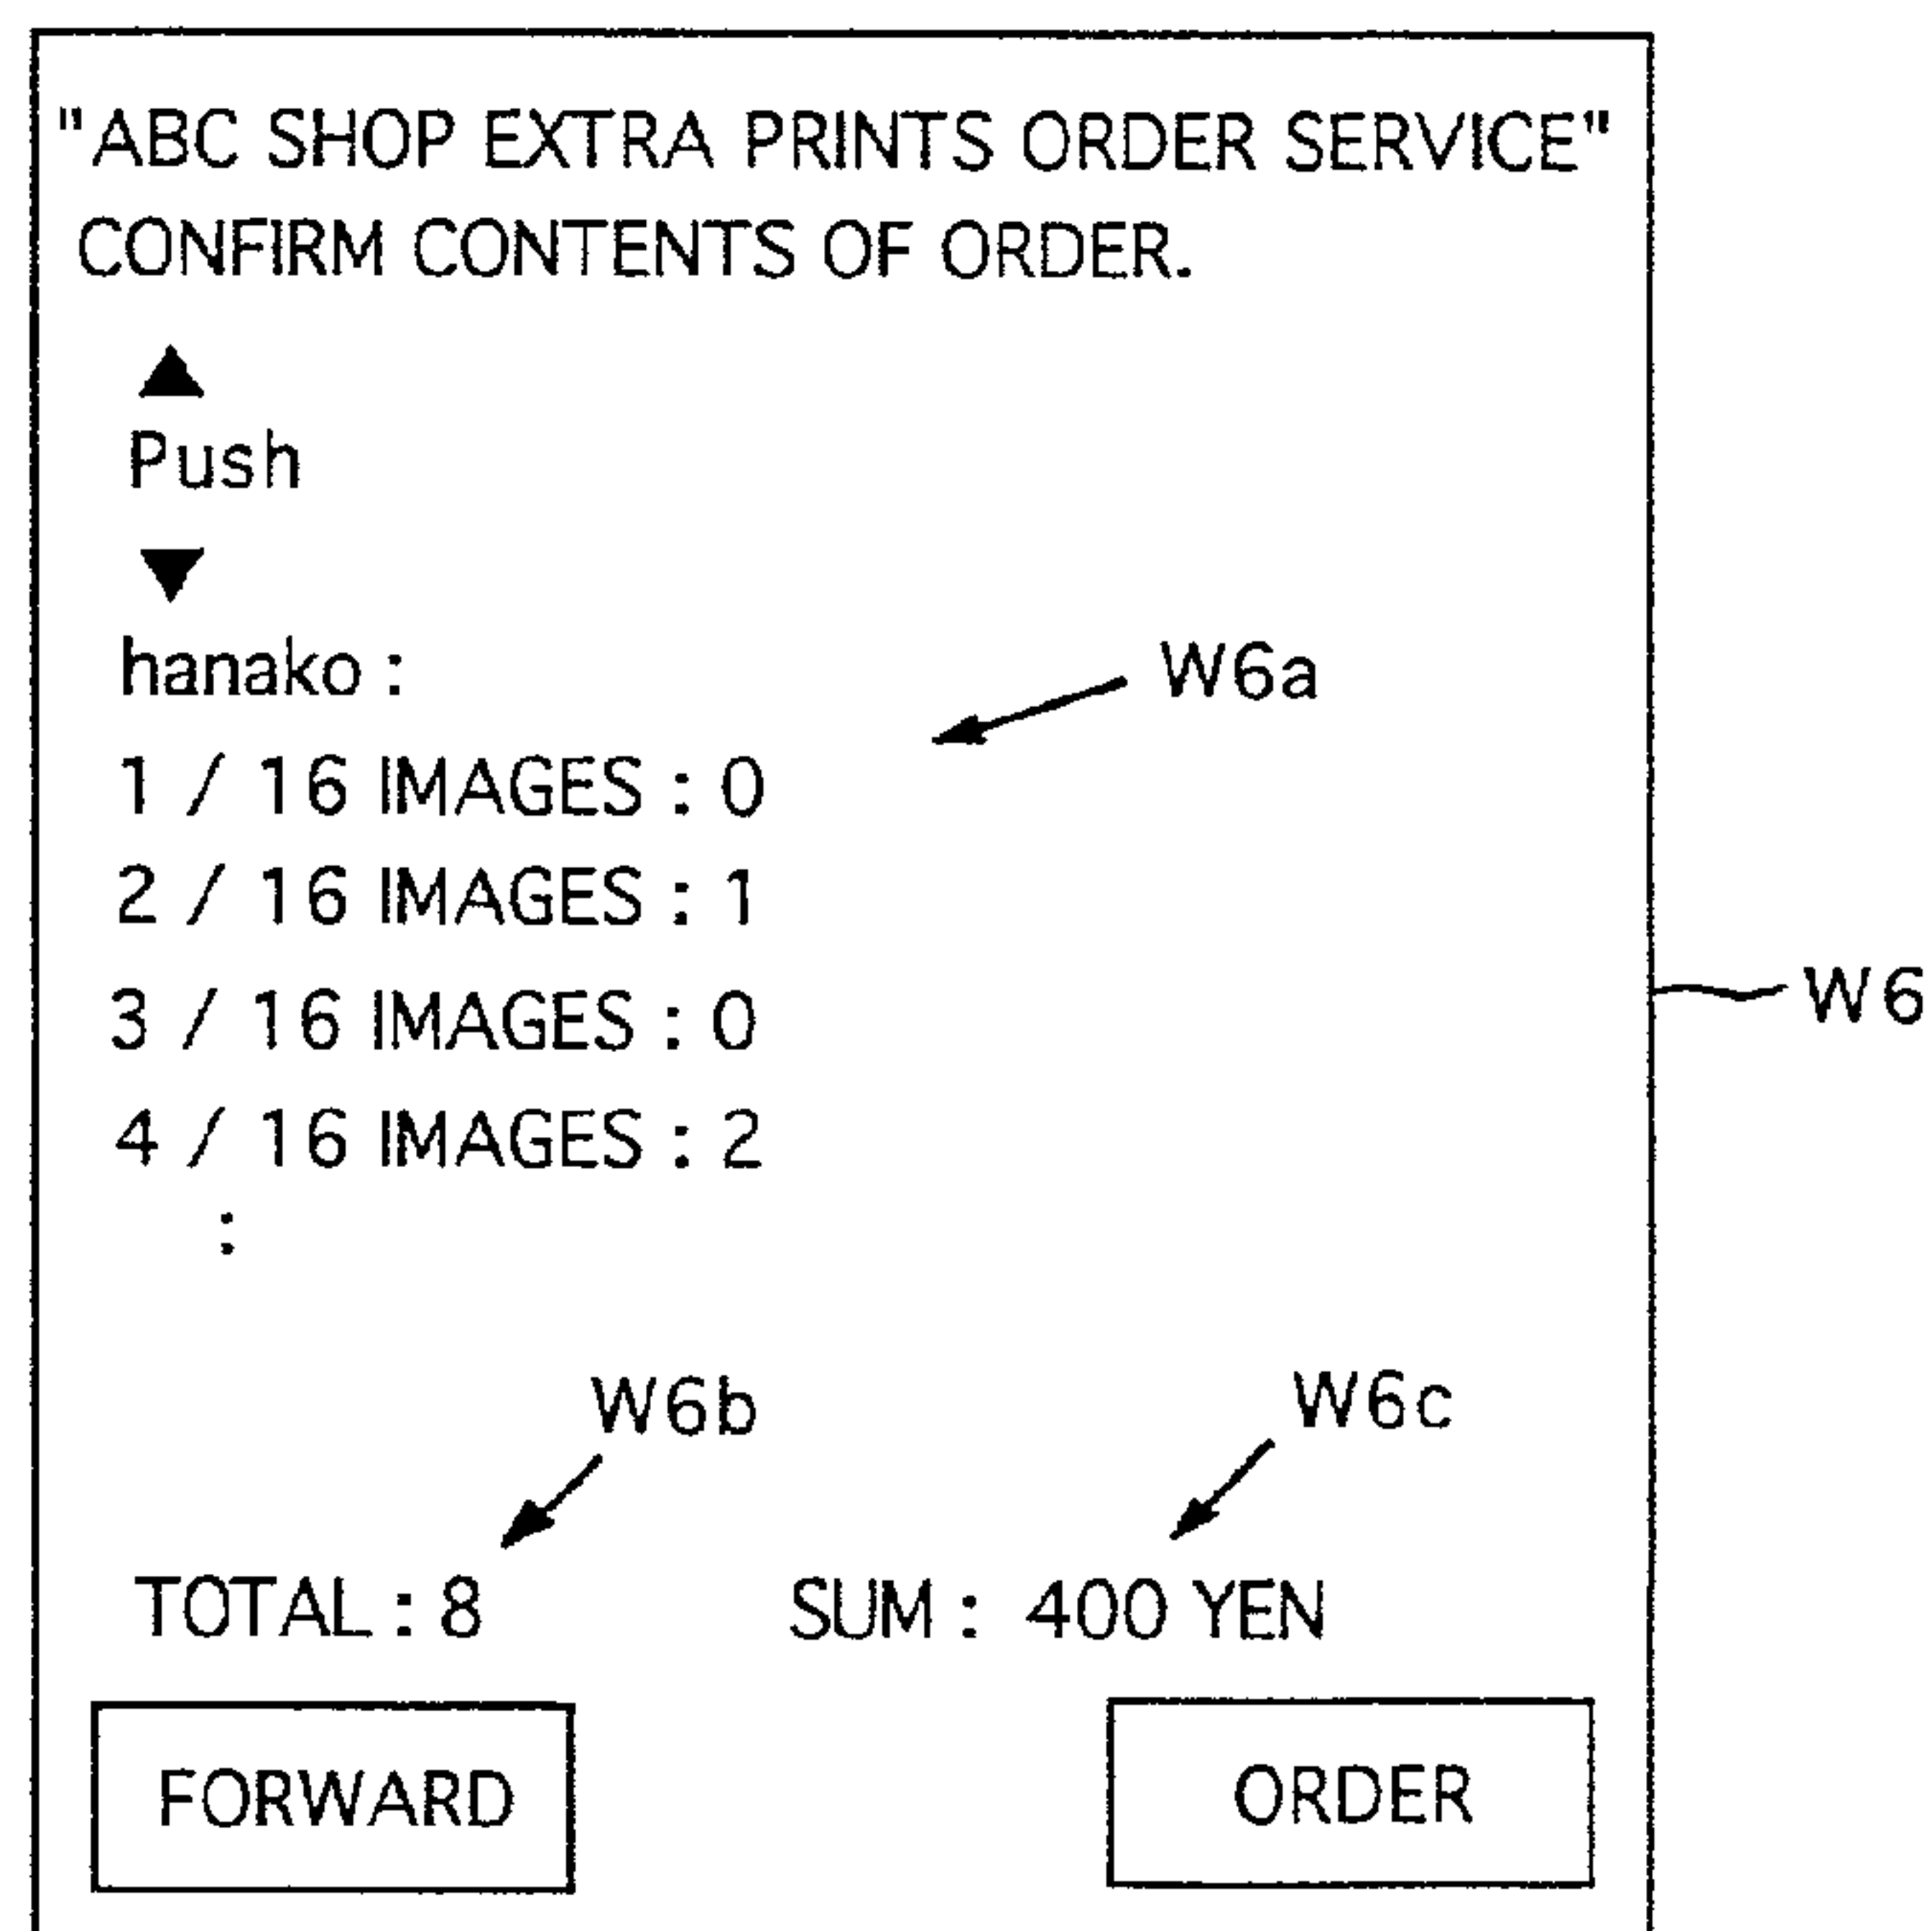 "ABC SHOP EXTRA PRINTS ORDER SERVICE"
CONFIRM CONTENTS OF ORDER.
▲
Push
▼
hanako :
W6a
1 / 16 IMAGES : 0
2 / 16 IMAGES : 1
3 / 16 IMAGES : 0
W6
4 / 16 IMAGES : 2
:
W6b
W6c
TOTAL : 8
SUM : 400 YEN
FORWARD
ORDER